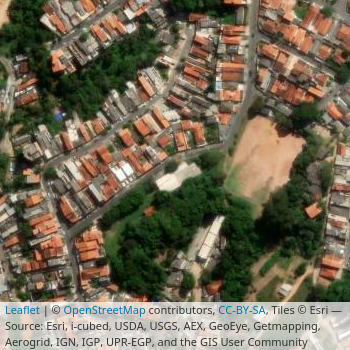 Leaflet | © OpenStreetMap contributors, CC-BY-SA, Tiles © Esri —
Source: Esri, i-cubed, USDA, USGS, AEX, GeoEye, Getmapping,
Aerogrid, IGN, IGP, UPR-EGP, and the GIS User Community